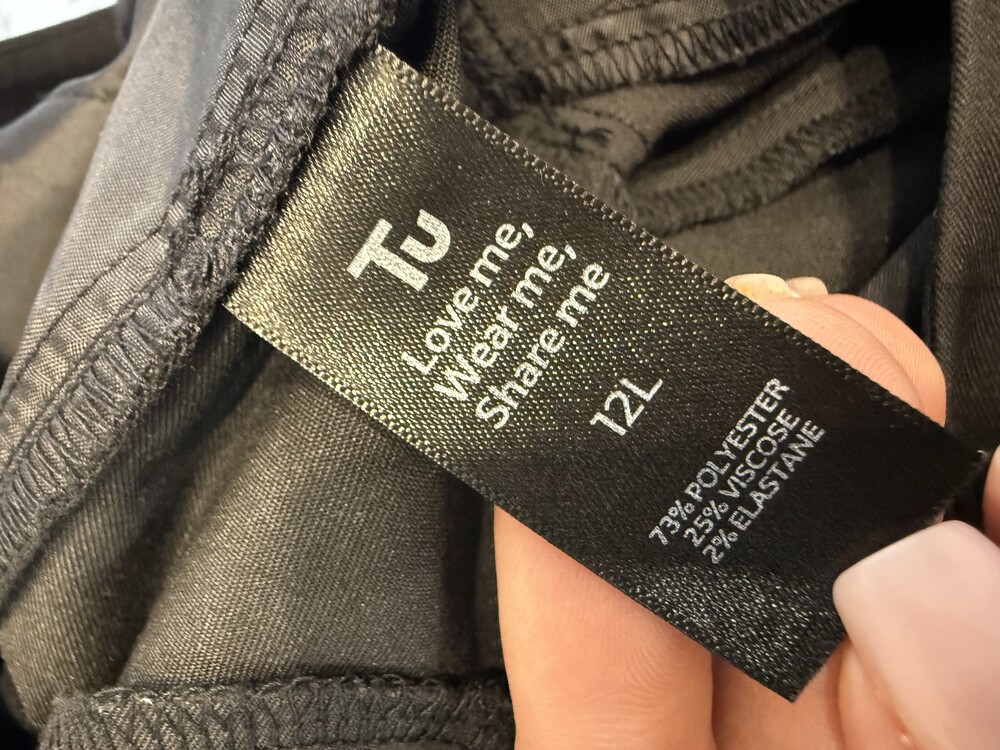 Tu
Love me,
Wear me,
Share me
12L
73% POLYESTER
25% VISCOSE
2% ELASTANE